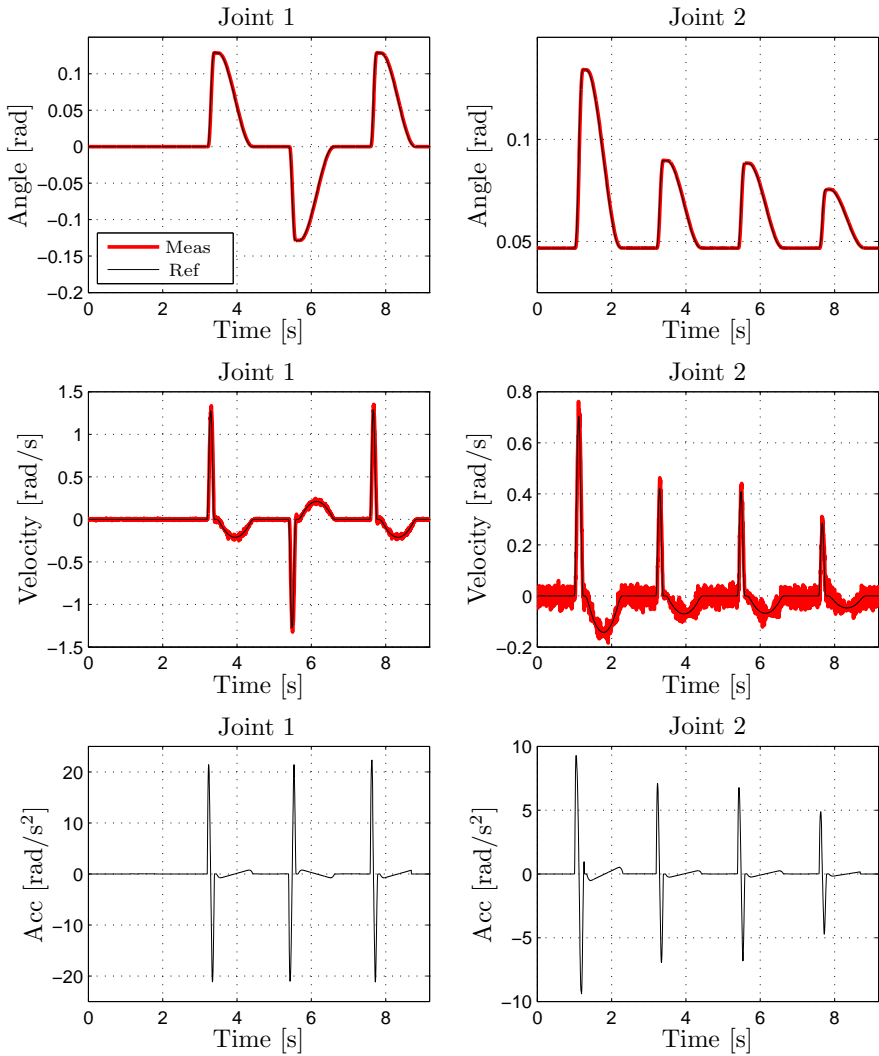 Joint 1
Angle [rad]
0.1
0.05
0
−0.05
−0.1
−0.15
−0.2
Meas
Ref
0 2 4 6 8
Time [s]
Joint 2
Angle [rad]
0.1
0.05
0 2 4 6 8
Time [s]
Joint 1
Velocity [rad/s]
1.5
1
0.5
0
−0.5
−1
−1.5
0 2 4 6 8
Time [s]
Joint 2
Velocity [rad/s]
0.8
0.6
0.4
0.2
0
−0.2
0 2 4 6 8
Time [s]
Joint 1
Acc [rad/s²]
20
10
0
−10
−20
0 2 4 6 8
Time [s]
Joint 2
Acc [rad/s²]
10
5
0
−5
−10
0 2 4 6 8
Time [s]